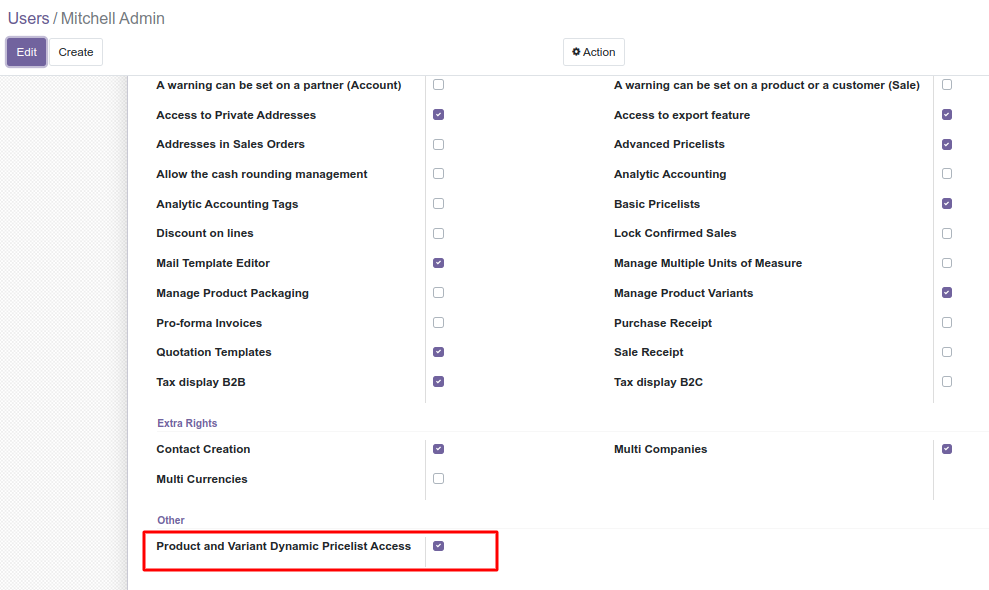 Users / Mitchell Admin
Edit Create Action
A warning can be set on a partner (Account) A warning can be set on a product or a customer (Sale)
Access to Private Addresses Access to export feature
Addresses in Sales Orders Advanced Pricelists
Allow the cash rounding management Analytic Accounting
Analytic Accounting Tags Basic Pricelists
Discount on lines Lock Confirmed Sales
Mail Template Editor Manage Multiple Units of Measure
Manage Product Packaging Manage Product Variants
Pro-forma Invoices Purchase Receipt
Quotation Templates Sale Receipt
Tax display B2B Tax display B2C
Extra Rights
Contact Creation Multi Companies
Multi Currencies
Other
Product and Variant Dynamic Pricelist Access